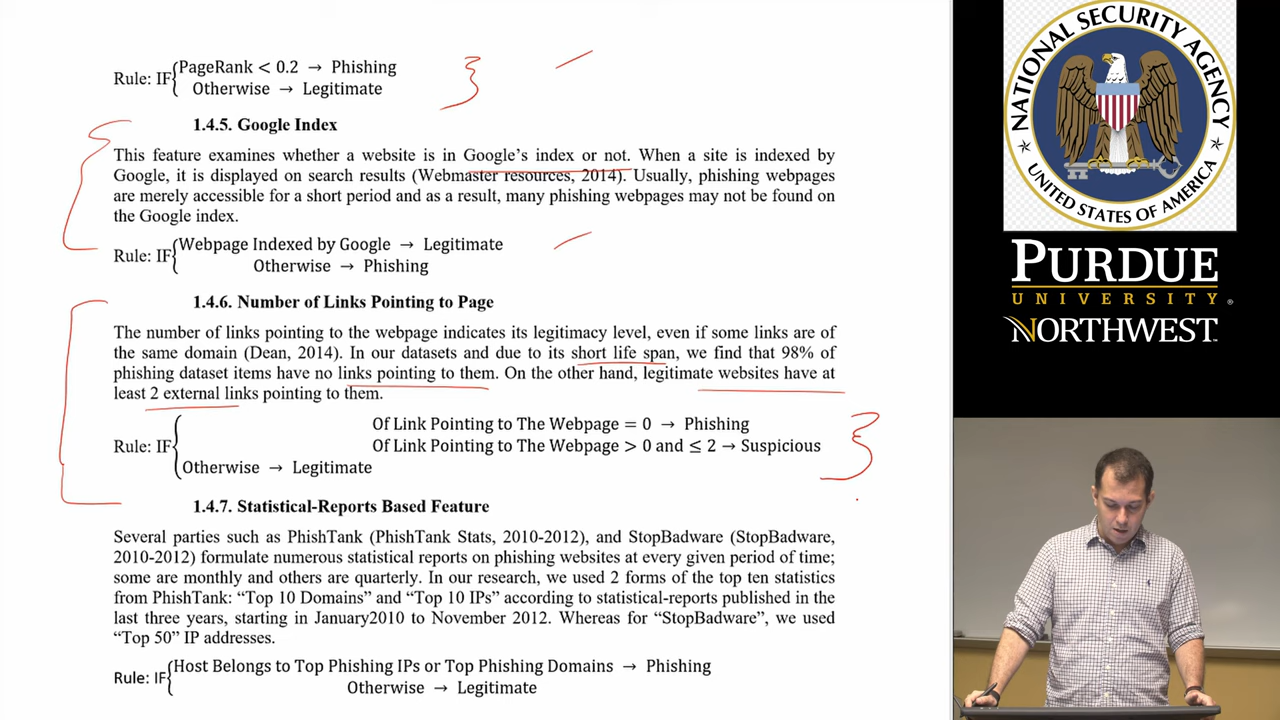 Rule: IF{PageRank < 0.2 → Phishing
Otherwise → Legitimate
1.4.5. Google Index
This feature examines whether a website is in Google's index or not. When a site is indexed by
Google, it is displayed on search results (Webmaster resources, 2014). Usually, phishing webpages
are merely accessible for a short period and as a result, many phishing webpages may not be found on
the Google index.
Rule: IF{Webpage Indexed by Google → Legitimate
Otherwise → Phishing
1.4.6. Number of Links Pointing to Page
The number of links pointing to the webpage indicates its legitimacy level, even if some links are of
the same domain (Dean, 2014). In our datasets and due to its short life span, we find that 98% of
phishing dataset items have no links pointing to them. On the other hand, legitimate websites have at
least 2 external links pointing to them.
Of Link Pointing to The Webpage = 0 → Phishing
Rule: IF{ Of Link Pointing to The Webpage > 0 and ≤ 2 → Suspicious
Otherwise → Legitimate
1.4.7. Statistical-Reports Based Feature
Several parties such as PhishTank (PhishTank Stats, 2010-2012), and StopBadware (StopBadware,
2010-2012) formulate numerous statistical reports on phishing websites at every given period of time;
some are monthly and others are quarterly. In our research, we used 2 forms of the top ten statistics
from PhishTank: "Top 10 Domains" and "Top 10 IPs" according to statistical-reports published in the
last three years, starting in January2010 to November 2012. Whereas for "StopBadware", we used
"Top 50" IP addresses.
Rule: IF{Host Belongs to Top Phishing IPs or Top Phishing Domains → Phishing
Otherwise → Legitimate
NATIONAL SECURITY AGENCY
UNITED STATES OF AMERICA
PURDUE
UNIVERSITY®
NORTHWEST™